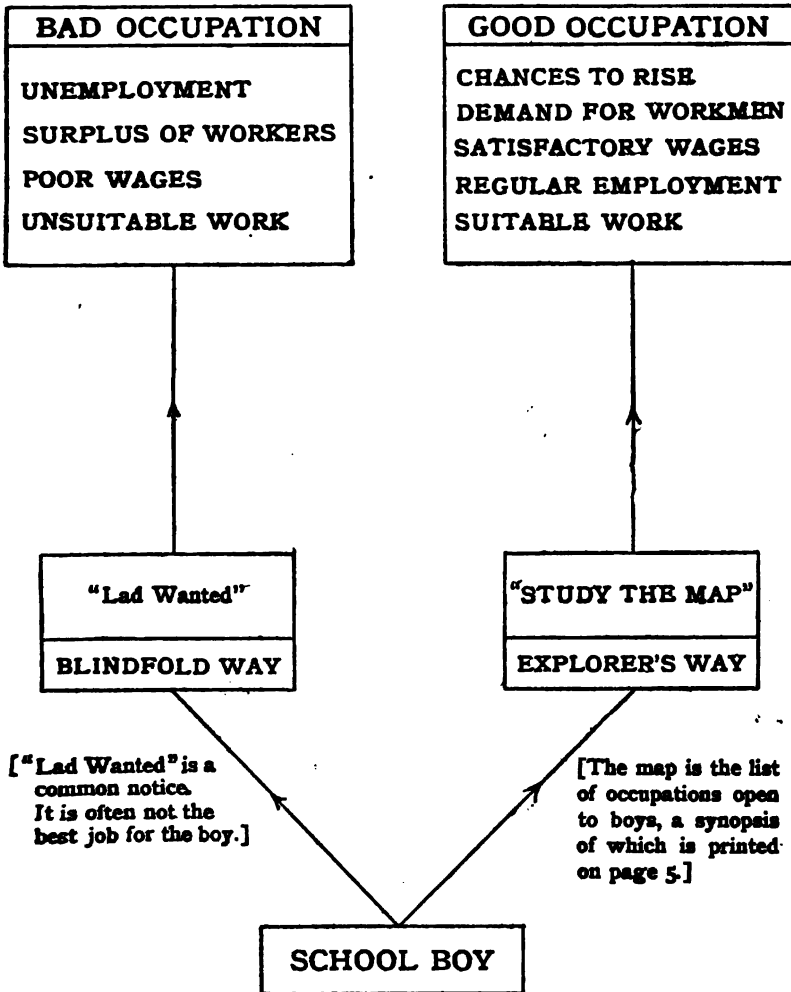 BAD OCCUPATION
UNEMPLOYMENT
SURPLUS OF WORKERS
POOR WAGES
UNSUITABLE WORK
GOOD OCCUPATION
CHANCES TO RISE
DEMAND FOR WORKMEN
SATISFACTORY WAGES
REGULAR EMPLOYMENT
SUITABLE WORK
"Lad Wanted"
BLINDFOLD WAY
"STUDY THE MAP"
EXPLORER'S WAY
["Lad Wanted" is a
common notice.
It is often not the
best job for the boy.]
[The map is the list
of occupations open
to boys, a synopsis
of which is printed
on page 5.]
SCHOOL BOY